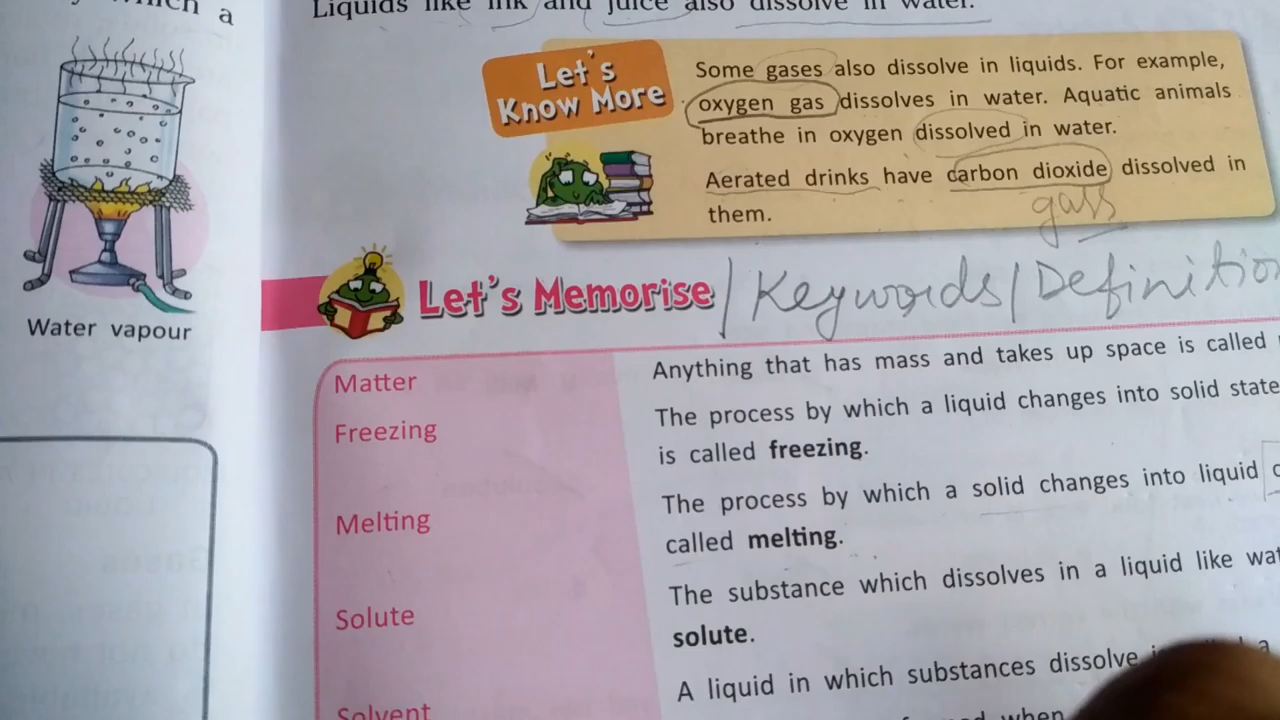 a
Liquids like ink and juice also dissolve in water.
Let's
Know More
Some gases also dissolve in liquids. For example,
oxygen gas dissolves in water. Aquatic animals
breathe in oxygen dissolved in water.
Aerated drinks have carbon dioxide dissolved in
them.
gass
Water vapour
Let's Memorise / Keywords / Definition
Matter
Anything that has mass and takes up space is called
Freezing
The process by which a liquid changes into solid state
is called freezing.
Melting
The process by which a solid changes into liquid
called melting.
Solute
The substance which dissolves in a liquid like
solute.
Solvent
A liquid in which substances dissolve
when